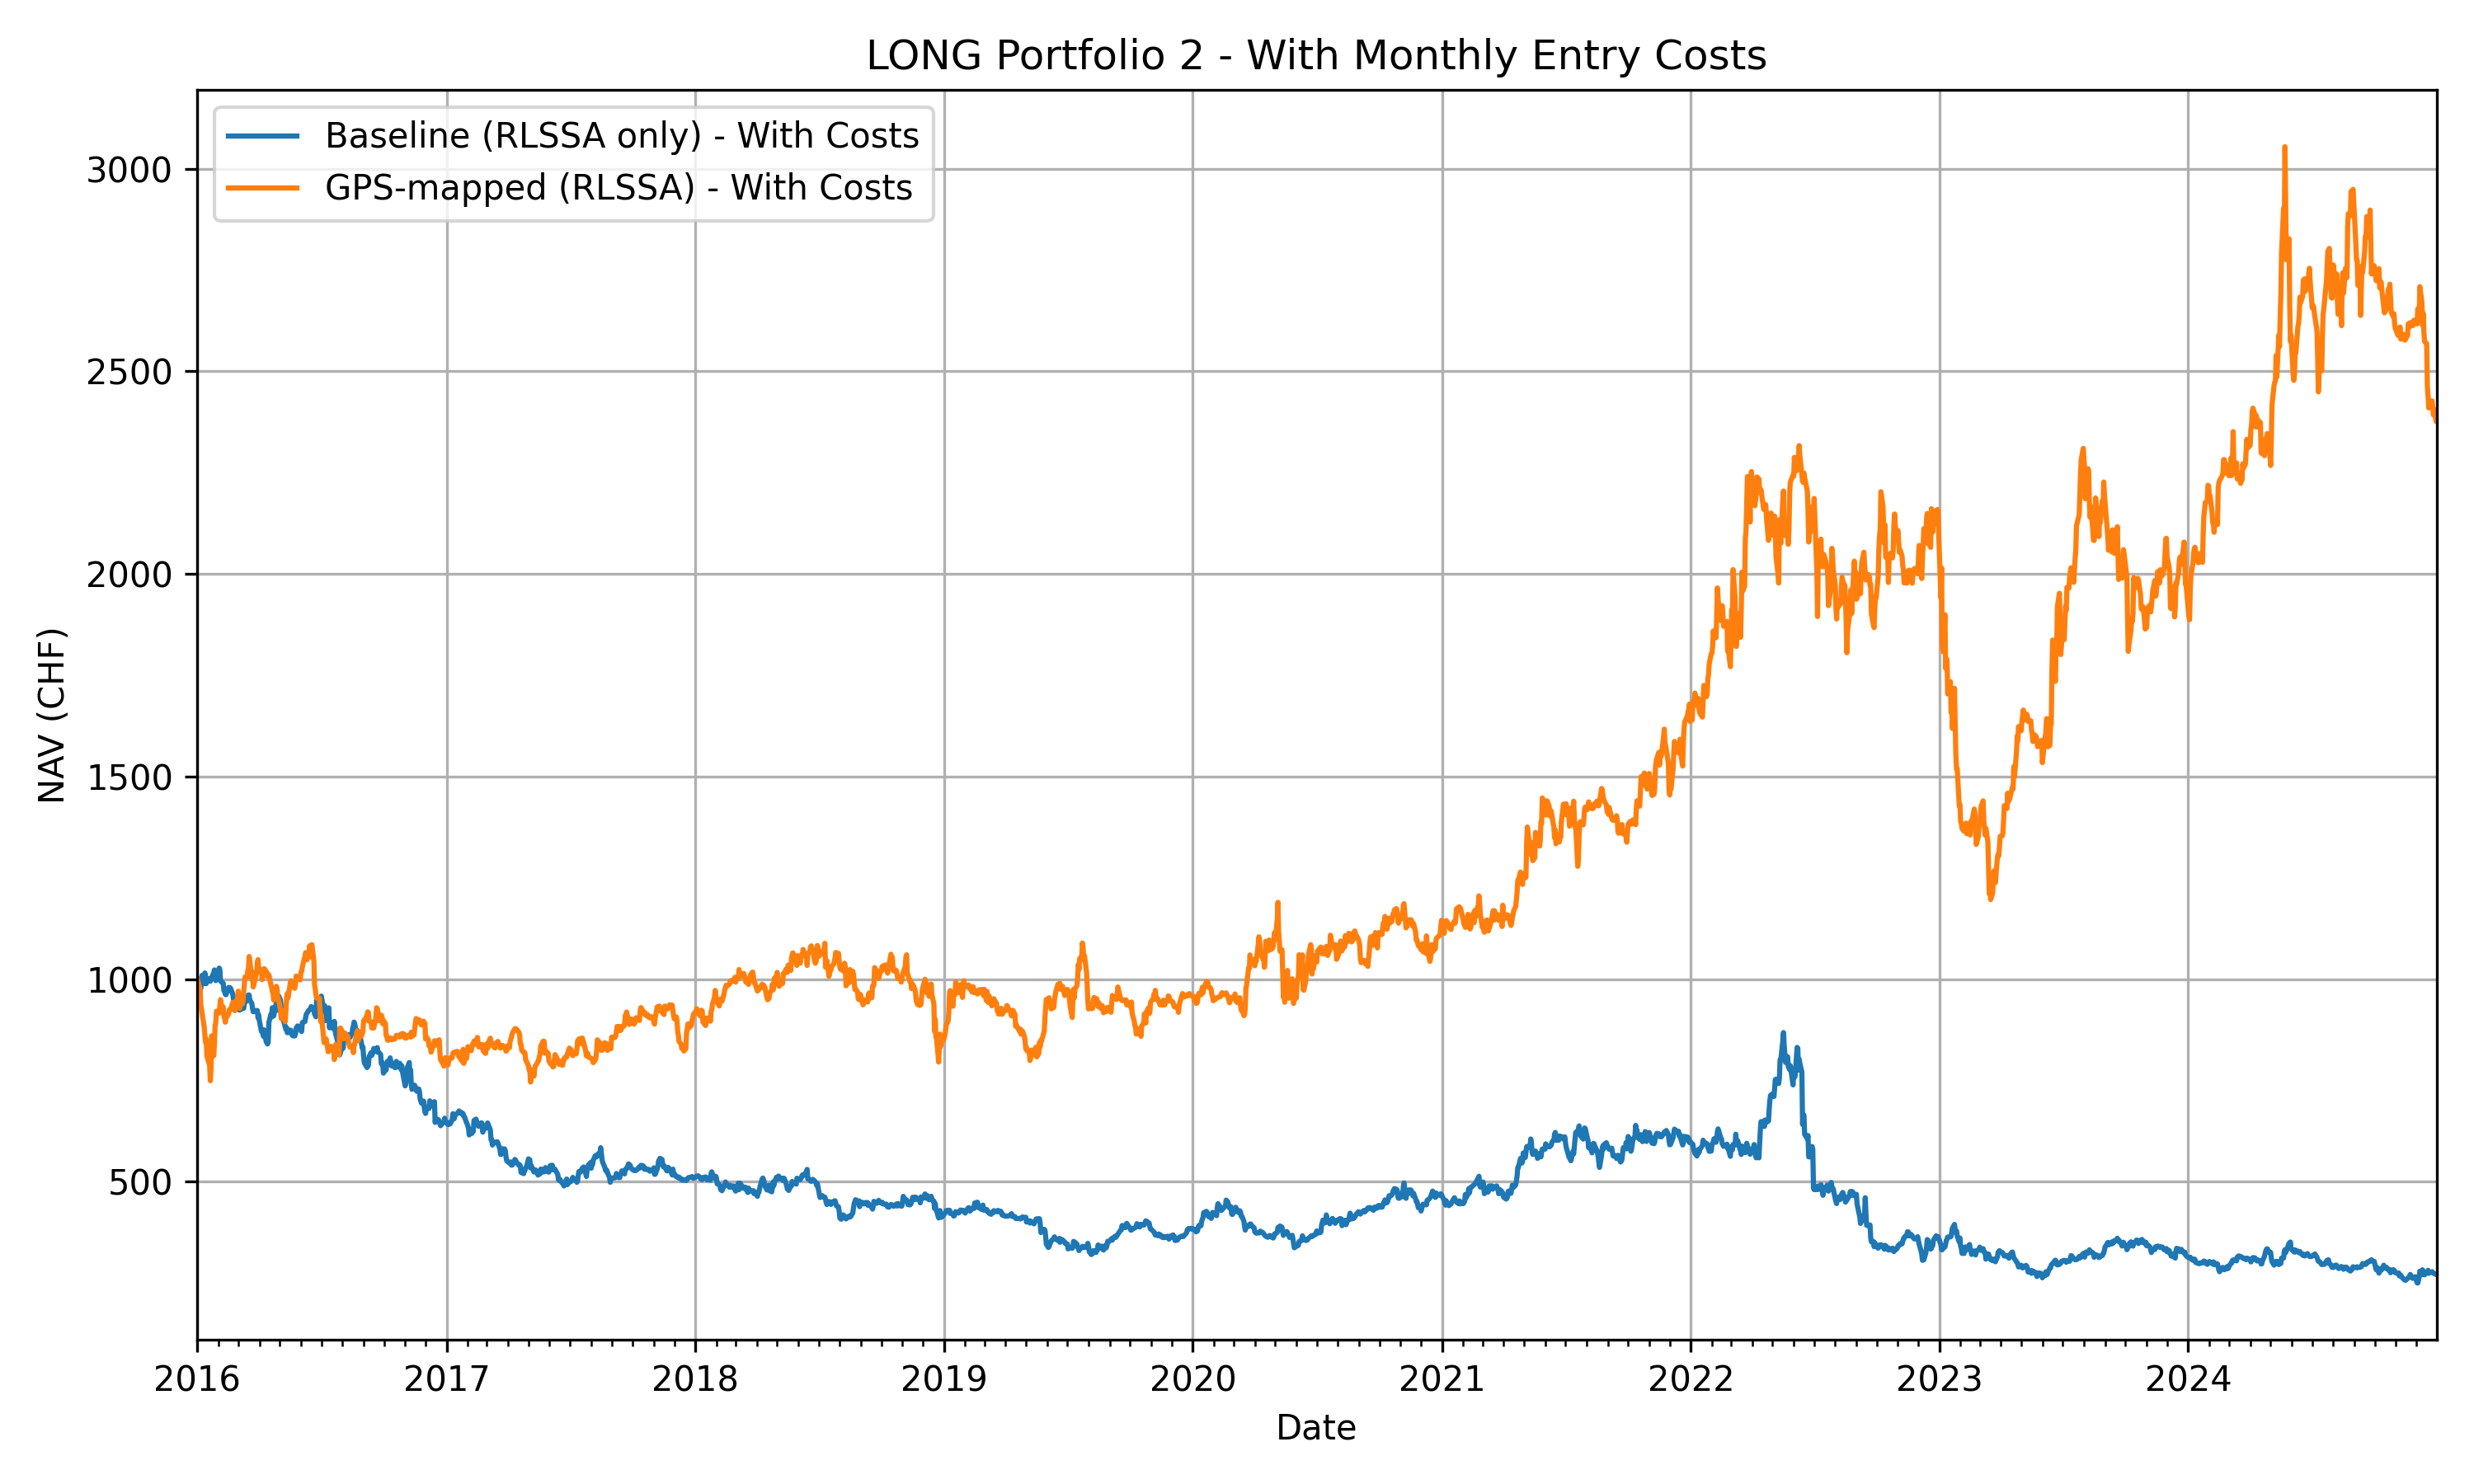 LONG Portfolio 2 - With Monthly Entry Costs
Baseline (RLSSA only) - With Costs
GPS-mapped (RLSSA) - With Costs
NAV (CHF)
3000
2500
2000
1500
1000
500
2016 2017 2018 2019 2020 2021 2022 2023 2024
Date